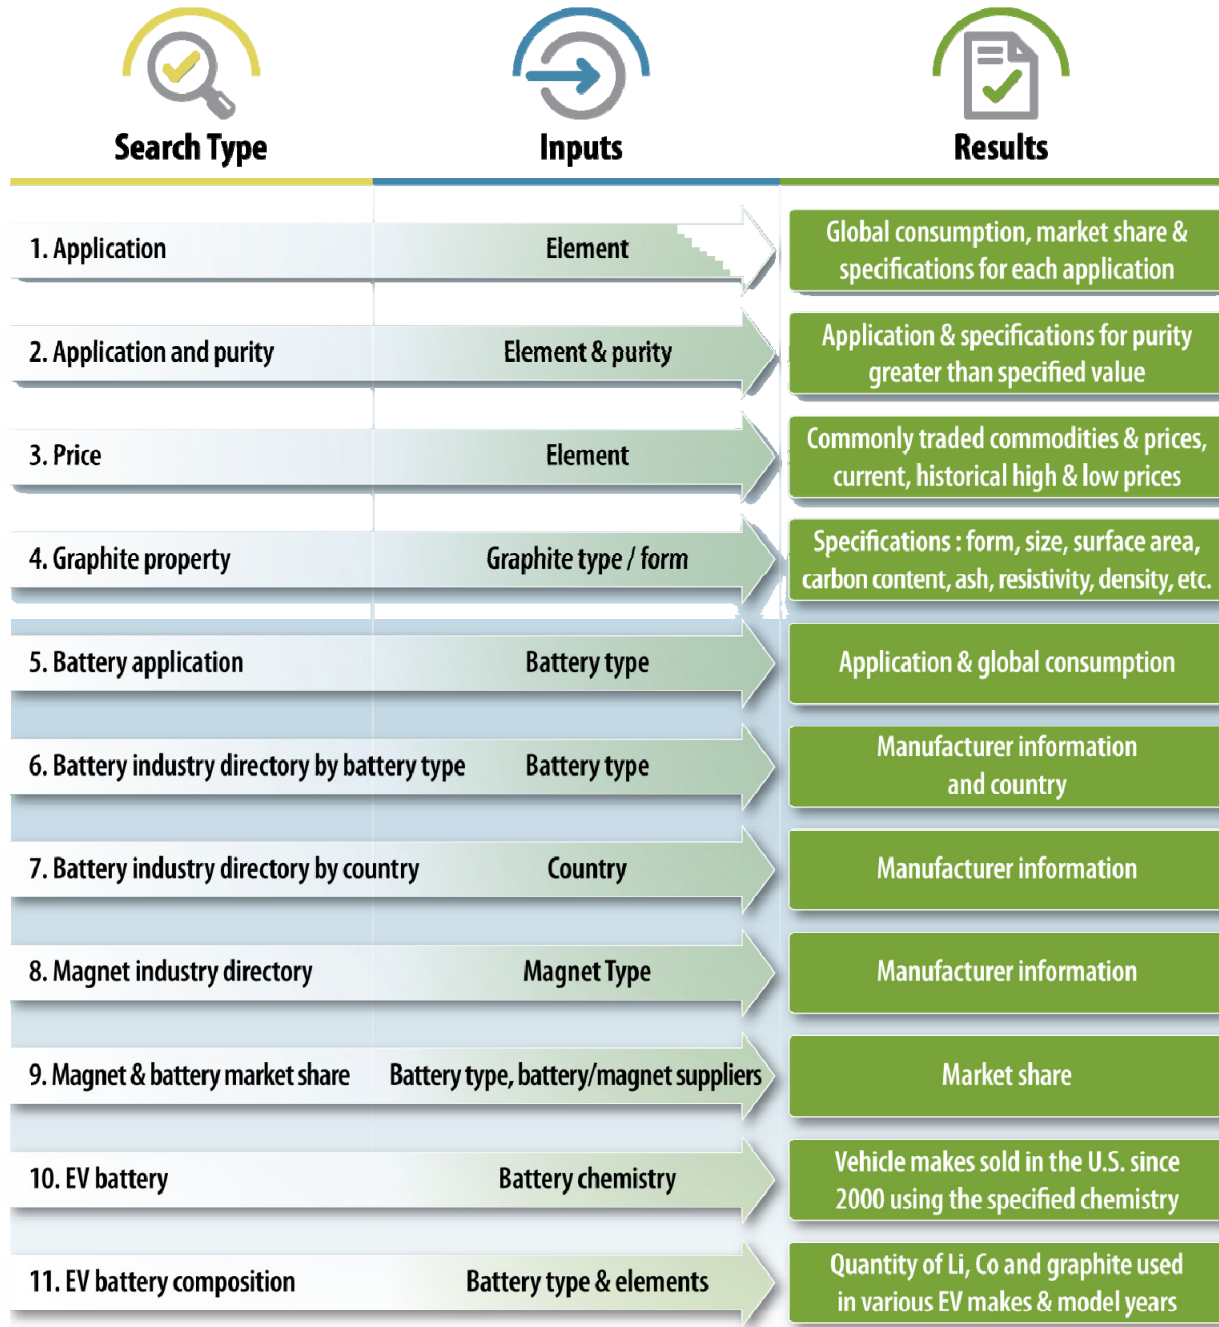 Search Type
Inputs
Results
1. Application
Element
Global consumption, market share &
specifications for each application
2. Application and purity
Element & purity
Application & specifications for purity
greater than specified value
3. Price
Element
Commonly traded commodities & prices,
current, historical high & low prices
4. Graphite property
Graphite type / form
Specifications : form, size, surface area,
carbon content, ash, resistivity, density, etc.
5. Battery application
Battery type
Application & global consumption
6. Battery industry directory by battery type
Battery type
Manufacturer information
and country
7. Battery industry directory by country
Country
Manufacturer information
8. Magnet industry directory
Magnet Type
Manufacturer information
9. Magnet & battery market share
Battery type, battery/magnet suppliers
Market share
10. EV battery
Battery chemistry
Vehicle makes sold in the U.S. since
2000 using the specified chemistry
11. EV battery composition
Battery type & elements
Quantity of Li, Co and graphite used
in various EV makes & model years